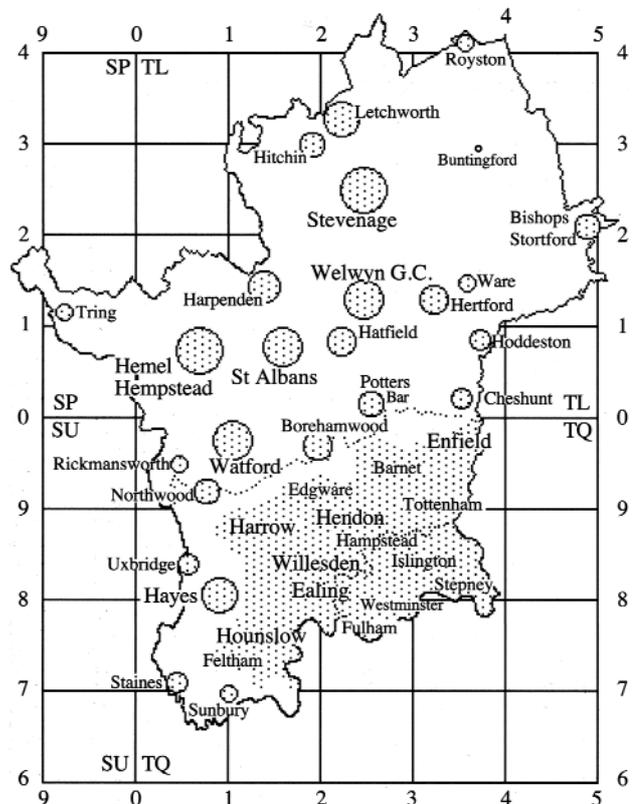 9 0 1 2 3 4 5
4 SP TL 4
Royston
Letchworth
3 Hitchin Buntingford 3
Stevenage
Bishops
Stortford
2 2
Welwyn G.C.
Ware
Harpenden Hertford
Tring
1 Hatfield 1
Hoddeston
Hemel
Hempstead
St Albans
Potters
Bar
Cheshunt
SP TL
0 0
SU TQ
Borehamwood
Enfield
Rickmansworth Watford Barnet
Northwood Edgware
Tottenham
9 9
Harrow Hendon
Hampstead
Uxbridge Willesden Islington
Hayes Ealing Stepney
8 Westminster 8
Fulham
Hounslow
Feltham
Staines
7 7
Sunbury
SU TQ
6 6
9 0 1 2 3 4 5